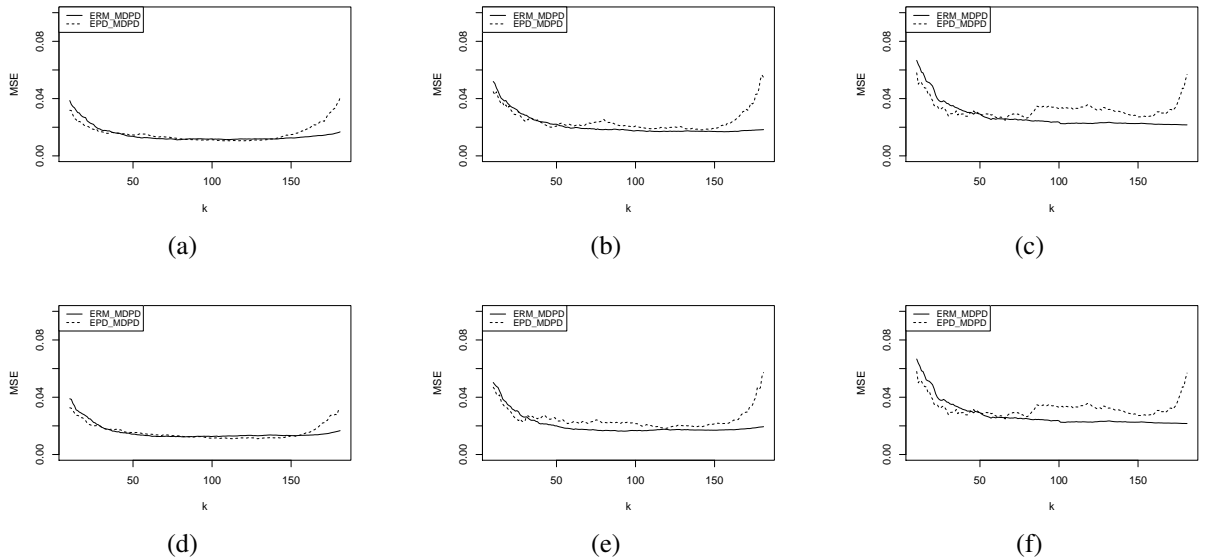 ERM_MDPD
EPD_MDPD
MSE
0.00
0.04
0.08
50
100
150
k
(a)
ERM_MDPD
EPD_MDPD
MSE
0.00
0.04
0.08
50
100
150
k
(b)
ERM_MDPD
EPD_MDPD
MSE
0.00
0.04
0.08
50
100
150
k
(c)
ERM_MDPD
EPD_MDPD
MSE
0.00
0.04
0.08
50
100
150
k
(d)
ERM_MDPD
EPD_MDPD
MSE
0.00
0.04
0.08
50
100
150
k
(e)
ERM_MDPD
EPD_MDPD
MSE
0.00
0.04
0.08
50
100
150
k
(f)